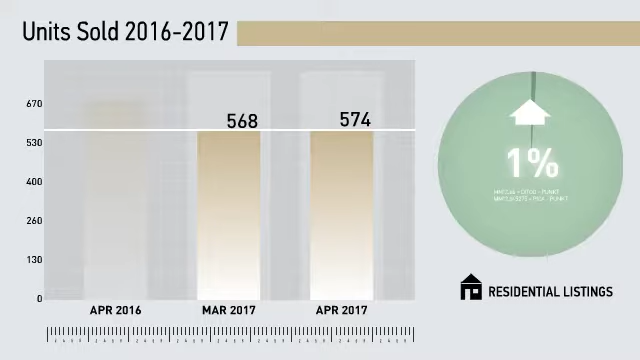 Units Sold 2016-2017
670
530
400
260
130
0
568
574
APR 2016
MAR 2017
APR 2017
1%
RESIDENTIAL LISTINGS